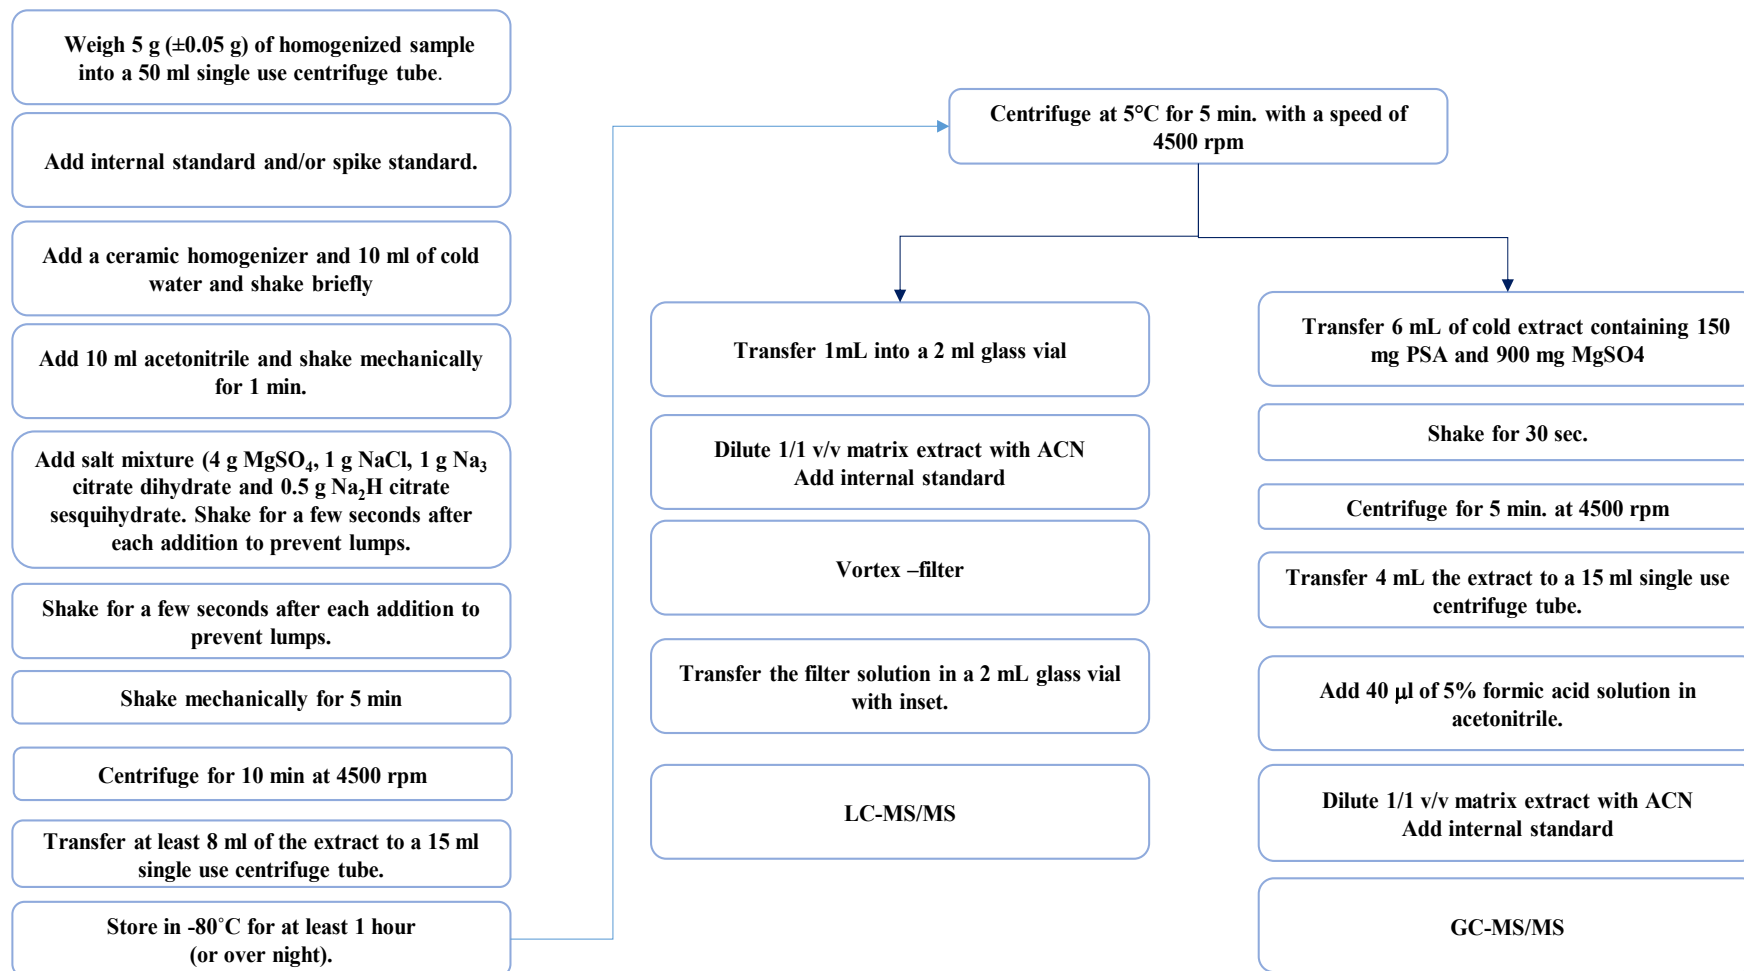 Weigh 5 g (±0.05 g) of homogenized sample
into a 50 ml single use centrifuge tube.
Add internal standard and/or spike standard.
Add a ceramic homogenizer and 10 ml of cold
water and shake briefly
Add 10 ml acetonitrile and shake mechanically
for 1 min.
Add salt mixture (4 g MgSO₄, 1 g NaCl, 1 g Na₃
citrate dihydrate and 0.5 g Na₂H citrate
sesquihydrate. Shake for a few seconds after
each addition to prevent lumps.
Shake for a few seconds after each addition to
prevent lumps.
Shake mechanically for 5 min
Centrifuge for 10 min at 4500 rpm
Transfer at least 8 ml of the extract to a 15 ml
single use centrifuge tube.
Store in -80°C for at least 1 hour
(or over night).
Centrifuge at 5°C for 5 min. with a speed of
4500 rpm
Transfer 1mL into a 2 ml glass vial
Dilute 1/1 v/v matrix extract with ACN
Add internal standard
Vortex –filter
Transfer the filter solution in a 2 mL glass vial
with inset.
LC-MS/MS
Transfer 6 mL of cold extract containing 150
mg PSA and 900 mg MgSO4
Shake for 30 sec.
Centrifuge for 5 min. at 4500 rpm
Transfer 4 mL the extract to a 15 ml single use
centrifuge tube.
Add 40 µl of 5% formic acid solution in
acetonitrile.
Dilute 1/1 v/v matrix extract with ACN
Add internal standard
GC-MS/MS